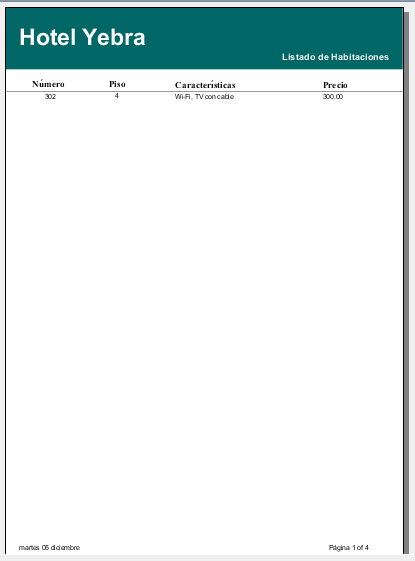 Hotel Yebra
Listado de Habitaciones
Número Piso Características Precio
302 4 Wi-Fi, TV con cable 300.00
martes 05 diciembre Página 1 of 4